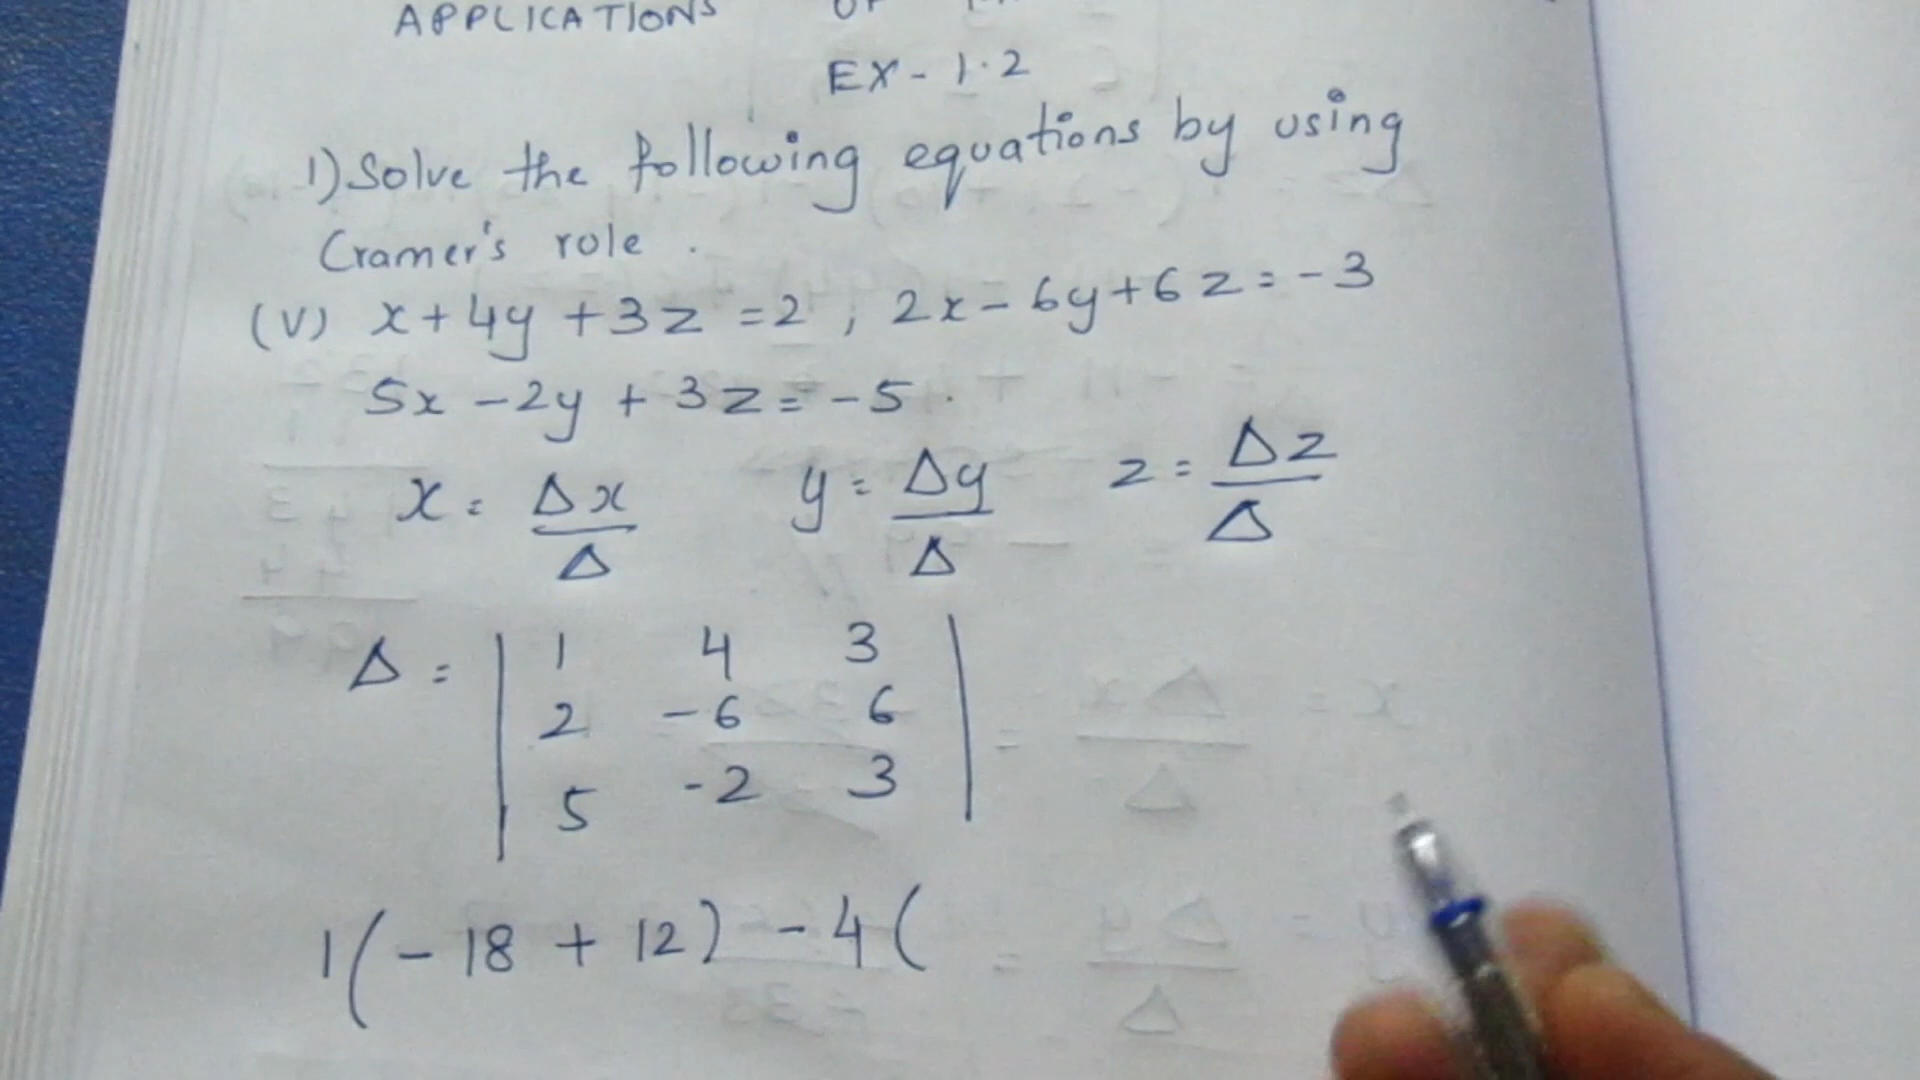 APPLICATIONS OF
EX-1.2
1) Solve the following equations by using
Cramer's role.
(V) x+4y+3z=2; 2x-6y+6z=-3
5x-2y+3z=-5.
x=Δx/Δ y=Δy/Δ z=Δz/Δ
Δ= | 1 4 3 |
2 -6 6
5 -2 3
1(-18+12)-4(